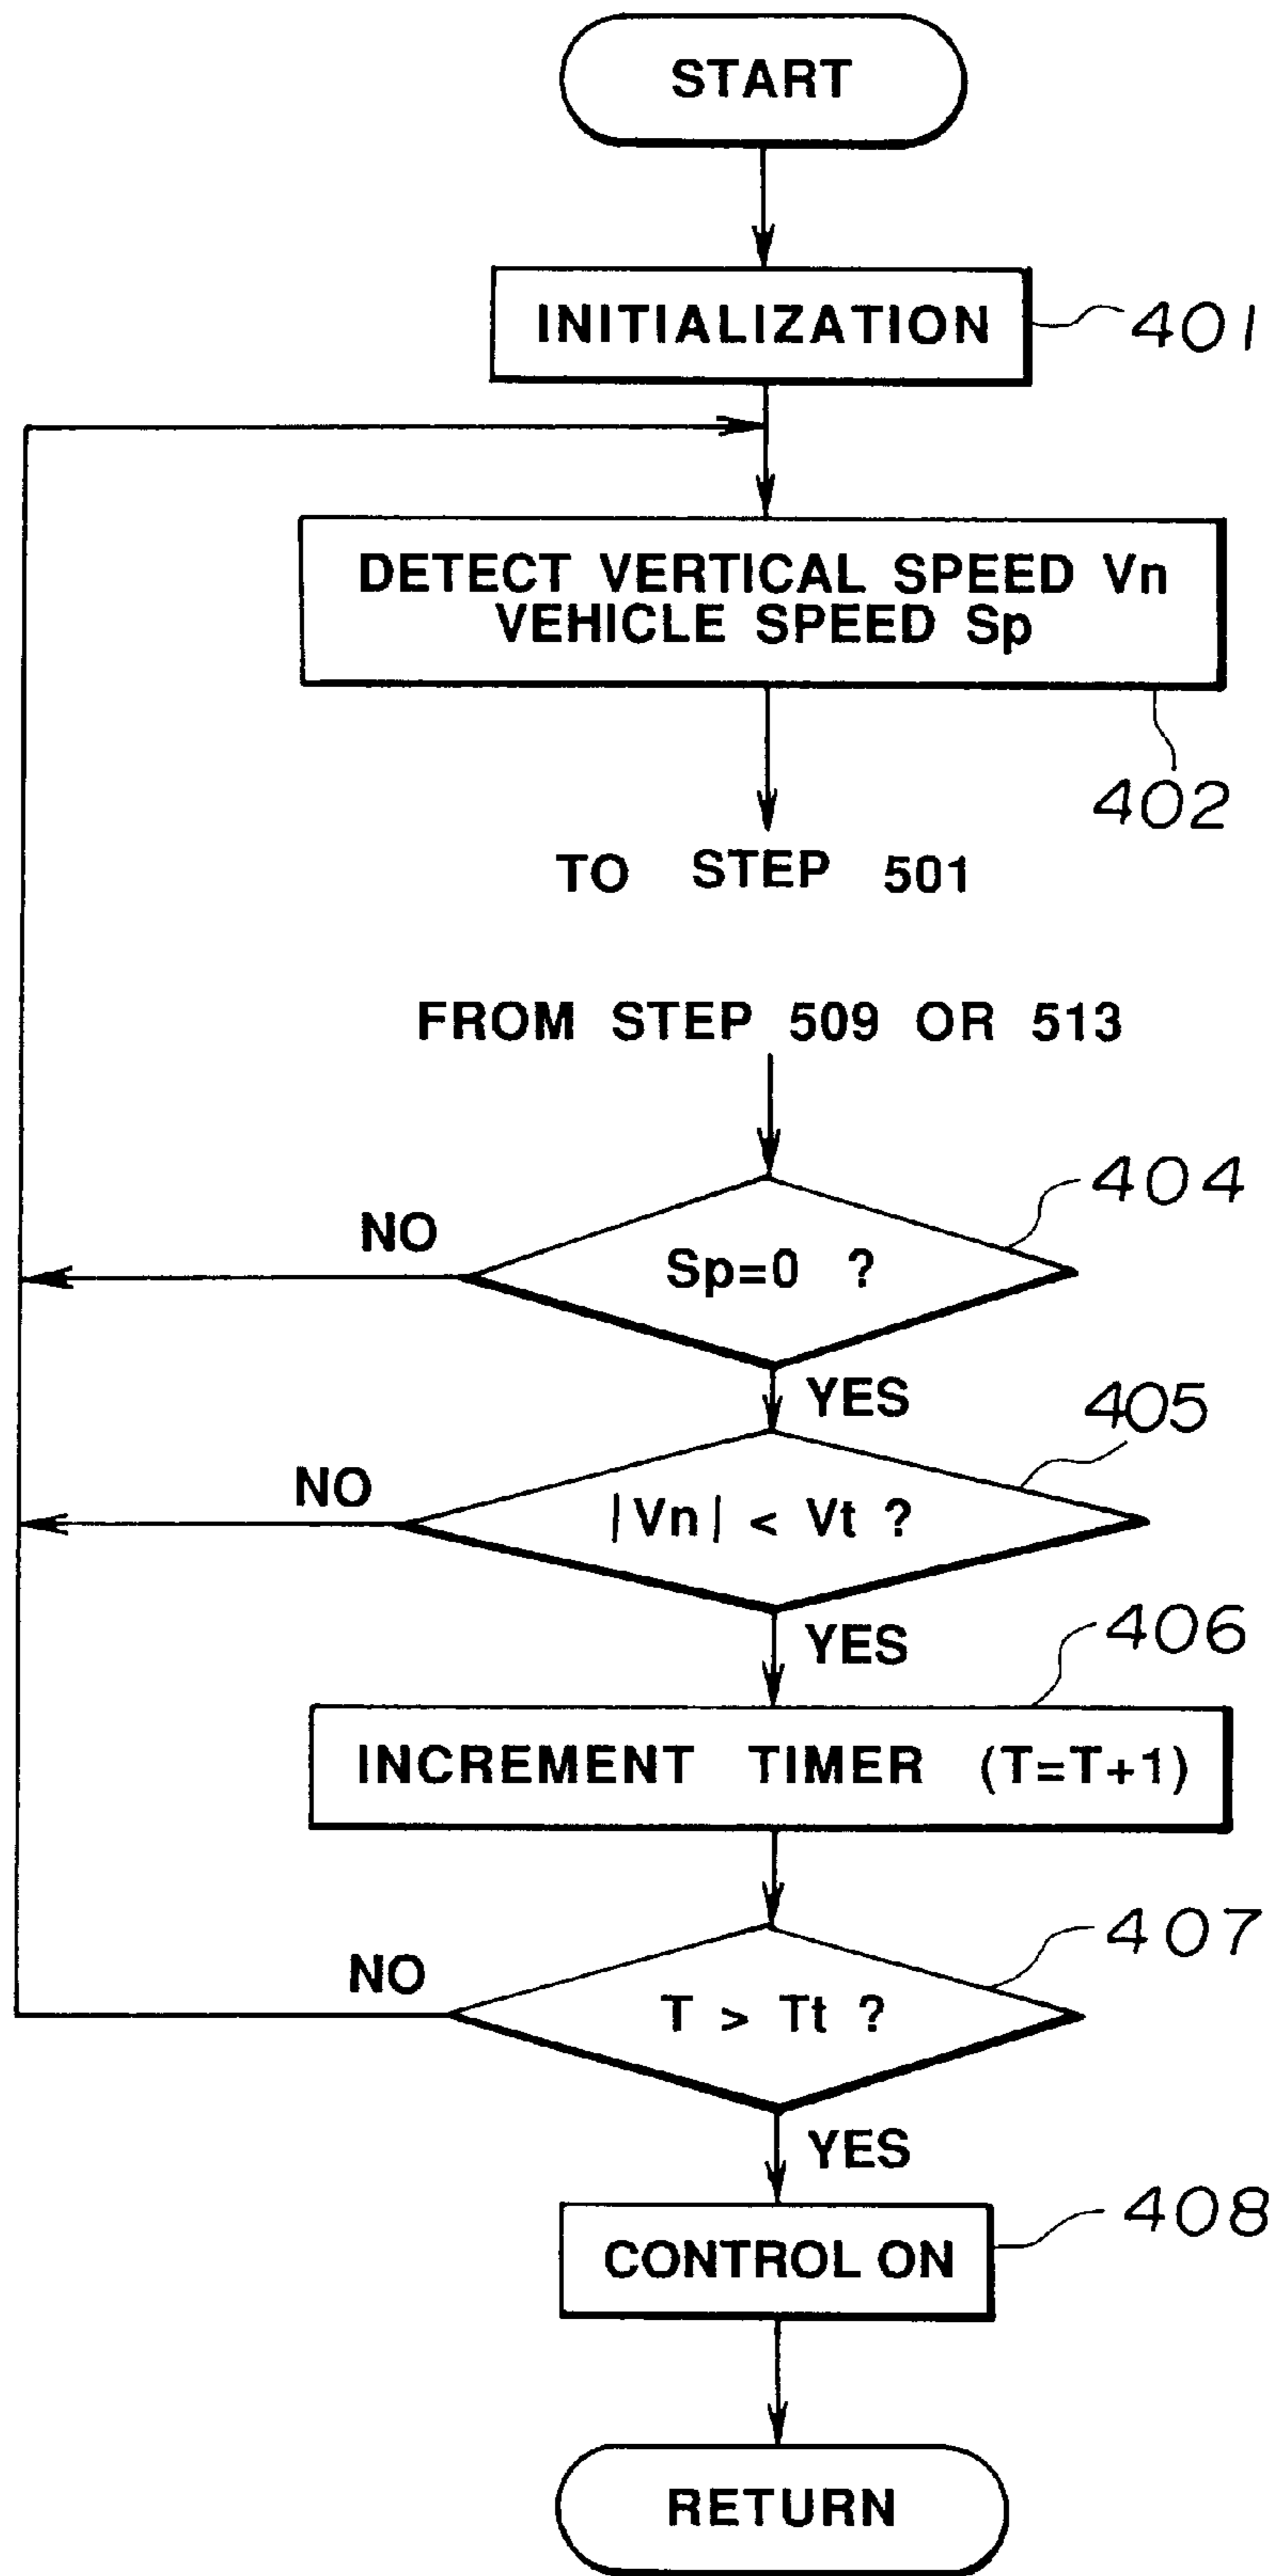 START
INITIALIZATION
401
DETECT VERTICAL SPEED Vn
VEHICLE SPEED Sp
402
TO STEP 501
FROM STEP 509 OR 513
404
NO
Sp=0 ?
YES
405
NO
|Vn| < Vt ?
YES
406
INCREMENT TIMER (T=T+1)
407
NO
T > Tt ?
YES
408
CONTROL ON
RETURN